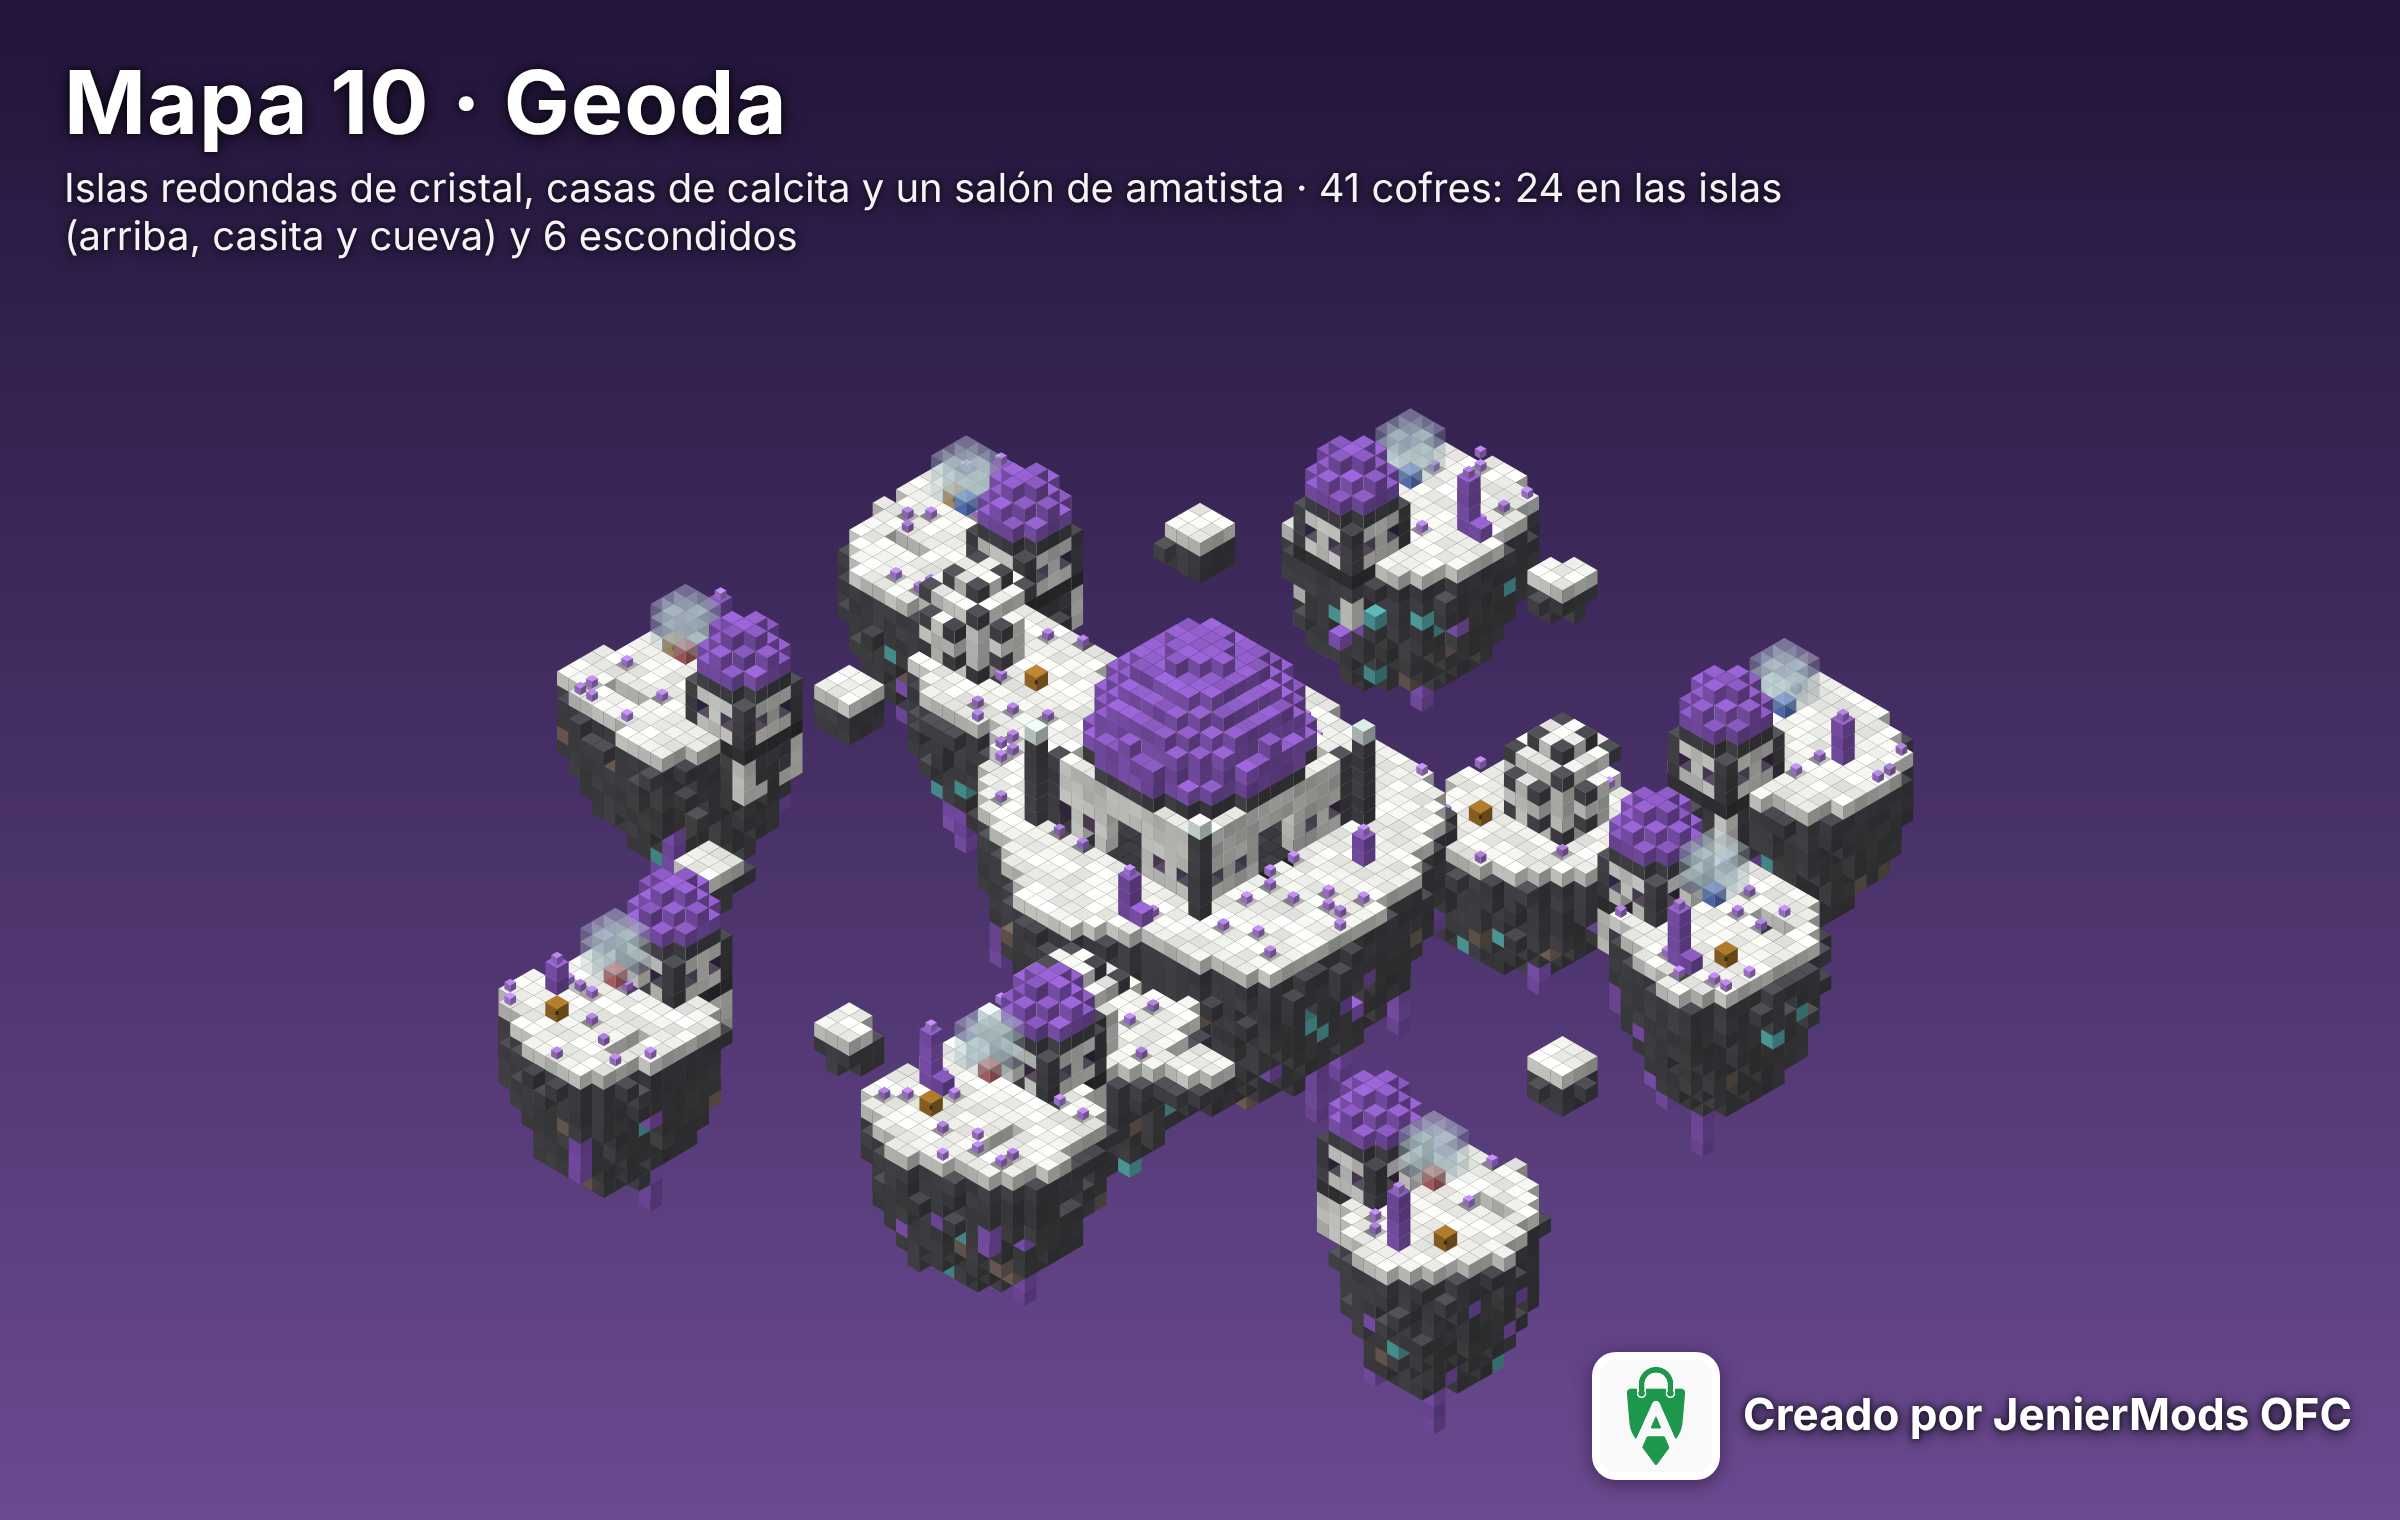 Mapa 10 · Geoda
Islas redondas de cristal, casas de calcita y un salón de amatista · 41 cofres: 24 en las islas
(arriba, casita y cueva) y 6 escondidos
Creado por JenierMods OFC